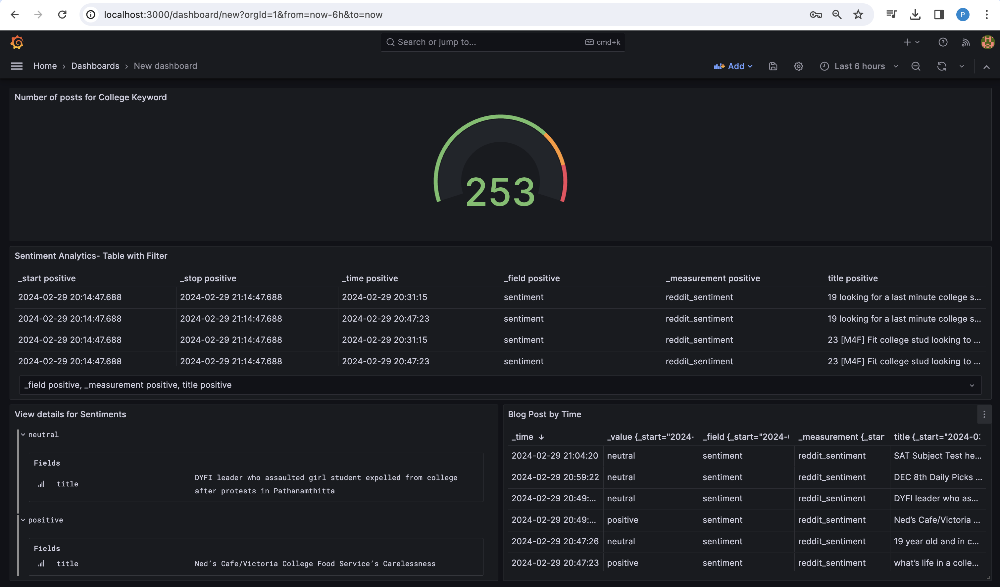 localhost:3000/dashboard/new?orgId=1&from=now-6h&to=now
P
Search or jump to...
cmd+k
Home › Dashboards › New dashboard
Add
Last 6 hours
Number of posts for College Keyword
253
Sentiment Analytics- Table with Filter
_start positive _stop positive _time positive _field positive _measurement positive title positive
2024-02-29 20:14:47.688 2024-02-29 21:14:47.688 2024-02-29 20:31:15 sentiment reddit_sentiment 19 looking for a last minute college s...
2024-02-29 20:14:47.688 2024-02-29 21:14:47.688 2024-02-29 20:47:23 sentiment reddit_sentiment 19 looking for a last minute college s...
2024-02-29 20:14:47.688 2024-02-29 21:14:47.688 2024-02-29 20:31:15 sentiment reddit_sentiment 23 [M4F] Fit college stud looking to ...
2024-02-29 20:14:47.688 2024-02-29 21:14:47.688 2024-02-29 20:47:23 sentiment reddit_sentiment 23 [M4F] Fit college stud looking to ...
_field positive, _measurement positive, title positive
View details for Sentiments
neutral
Fields
title DYFI leader who assaulted girl student expelled from college
after protests in Pathanamthitta
positive
Fields
title Ned’s Cafe/Victoria College Food Service’s Carelessness
Blog Post by Time
_time _value {_start="2024- _field {_start="2024- _measurement {_star title {_start="2024-0
2024-02-29 21:04:20 neutral sentiment reddit_sentiment SAT Subject Test he...
2024-02-29 20:59:22 neutral sentiment reddit_sentiment DEC 8th Daily Picks ...
2024-02-29 20:49:... neutral sentiment reddit_sentiment DYFI leader who as...
2024-02-29 20:49:... positive sentiment reddit_sentiment Ned’s Cafe/Victoria ...
2024-02-29 20:47:26 neutral sentiment reddit_sentiment 19 year old and in c...
2024-02-29 20:47:23 positive sentiment reddit_sentiment what’s life in a colle...